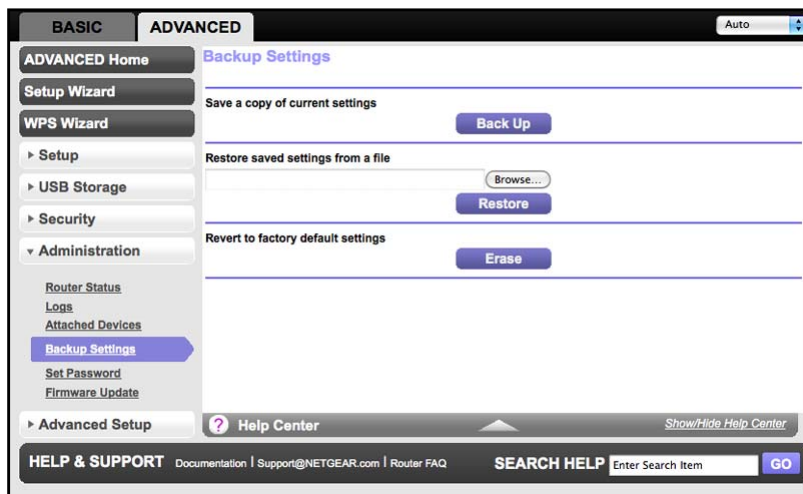 BASIC
ADVANCED
Auto
ADVANCED Home
Setup Wizard
WPS Wizard
Setup
USB Storage
Security
Administration
Router Status
Logs
Attached Devices
Backup Settings
Set Password
Firmware Update
Advanced Setup
Backup Settings
Save a copy of current settings
Back Up
Restore saved settings from a file
Browse...
Restore
Revert to factory default settings
Erase
? Help Center
Show/Hide Help Center
HELP & SUPPORT Documentation | Support@NETGEAR.com | Router FAQ
SEARCH HELP Enter Search Item GO